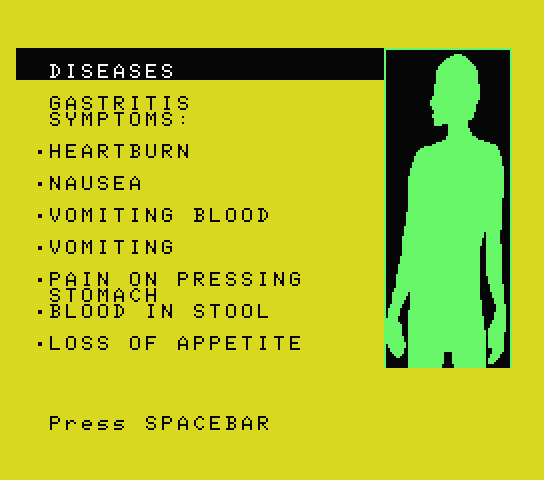 DISEASES
GASTRITIS
SYMPTOMS:
·HEARTBURN
·NAUSEA
·VOMITING BLOOD
·VOMITING
·PAIN ON PRESSING
STOMACH
·BLOOD IN STOOL
·LOSS OF APPETITE
Press SPACEBAR